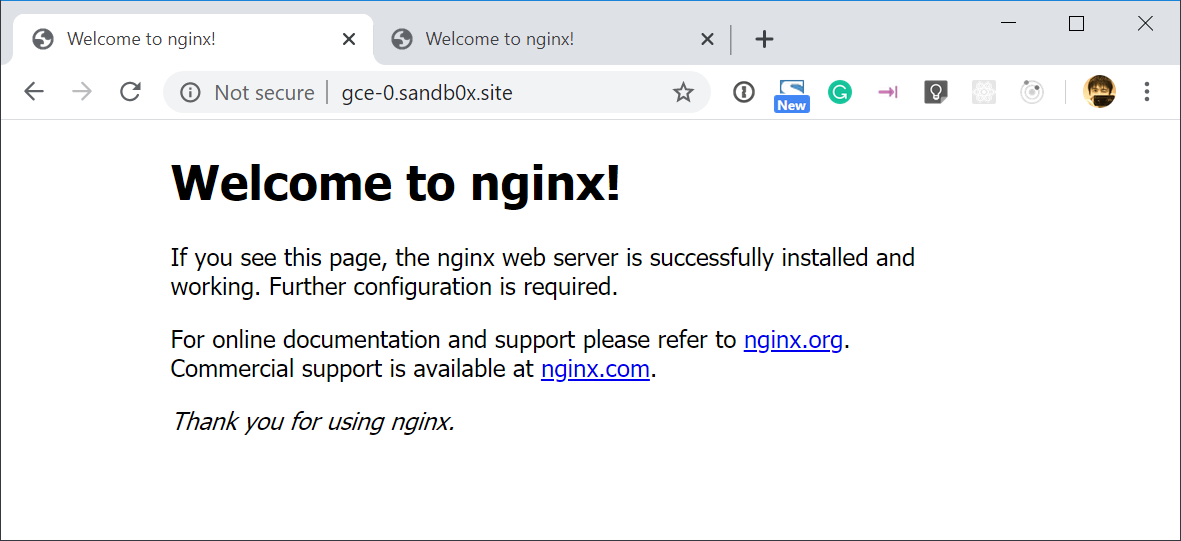 Welcome to nginx!
Welcome to nginx!
Not secure
gce-0.sandb0x.site
New
Welcome to nginx!
If you see this page, the nginx web server is successfully installed and
working. Further configuration is required.
For online documentation and support please refer to nginx.org.
Commercial support is available at nginx.com.
Thank you for using nginx.